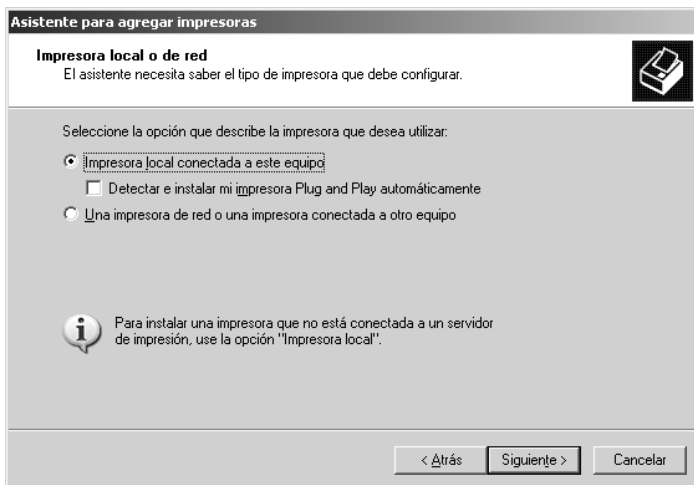 Asistente para agregar impresoras
Impresora local o de red
El asistente necesita saber el tipo de impresora que debe configurar.
Seleccione la opción que describe la impresora que desea utilizar:
Impresora local conectada a este equipo
Detectar e instalar mi impresora Plug and Play automáticamente
Una impresora de red o una impresora conectada a otro equipo
Para instalar una impresora que no está conectada a un servidor
de impresión, use la opción "Impresora local".
< Atrás Siguiente > Cancelar